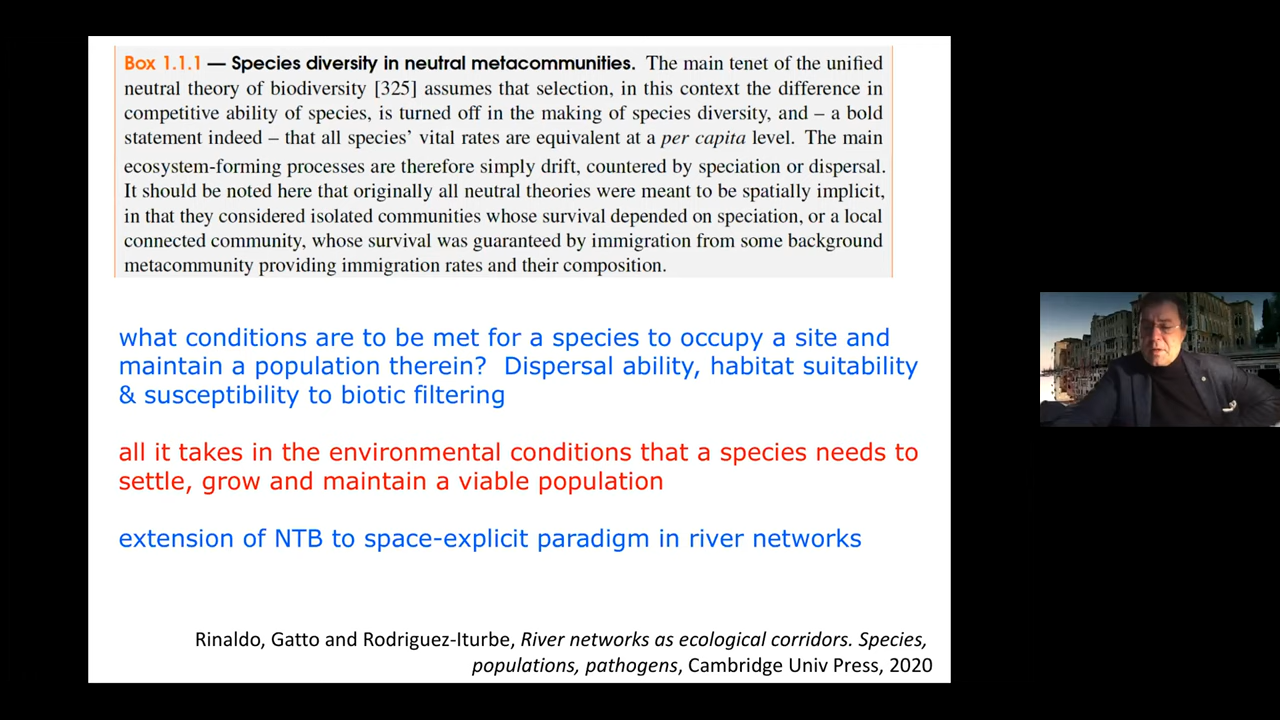 Box 1.1.1 — Species diversity in neutral metacommunities. The main tenet of the unified
neutral theory of biodiversity [325] assumes that selection, in this context the difference in
competitive ability of species, is turned off in the making of species diversity, and – a bold
statement indeed – that all species' vital rates are equivalent at a per capita level. The main
ecosystem-forming processes are therefore simply drift, countered by speciation or dispersal.
It should be noted here that originally all neutral theories were meant to be spatially implicit,
in that they considered isolated communities whose survival depended on speciation, or a local
connected community, whose survival was guaranteed by immigration from some background
metacommunity providing immigration rates and their composition.
what conditions are to be met for a species to occupy a site and
maintain a population therein? Dispersal ability, habitat suitability
& susceptibility to biotic filtering
all it takes in the environmental conditions that a species needs to
settle, grow and maintain a viable population
extension of NTB to space-explicit paradigm in river networks
Rinaldo, Gatto and Rodriguez-Iturbe, River networks as ecological corridors. Species,
populations, pathogens, Cambridge Univ Press, 2020